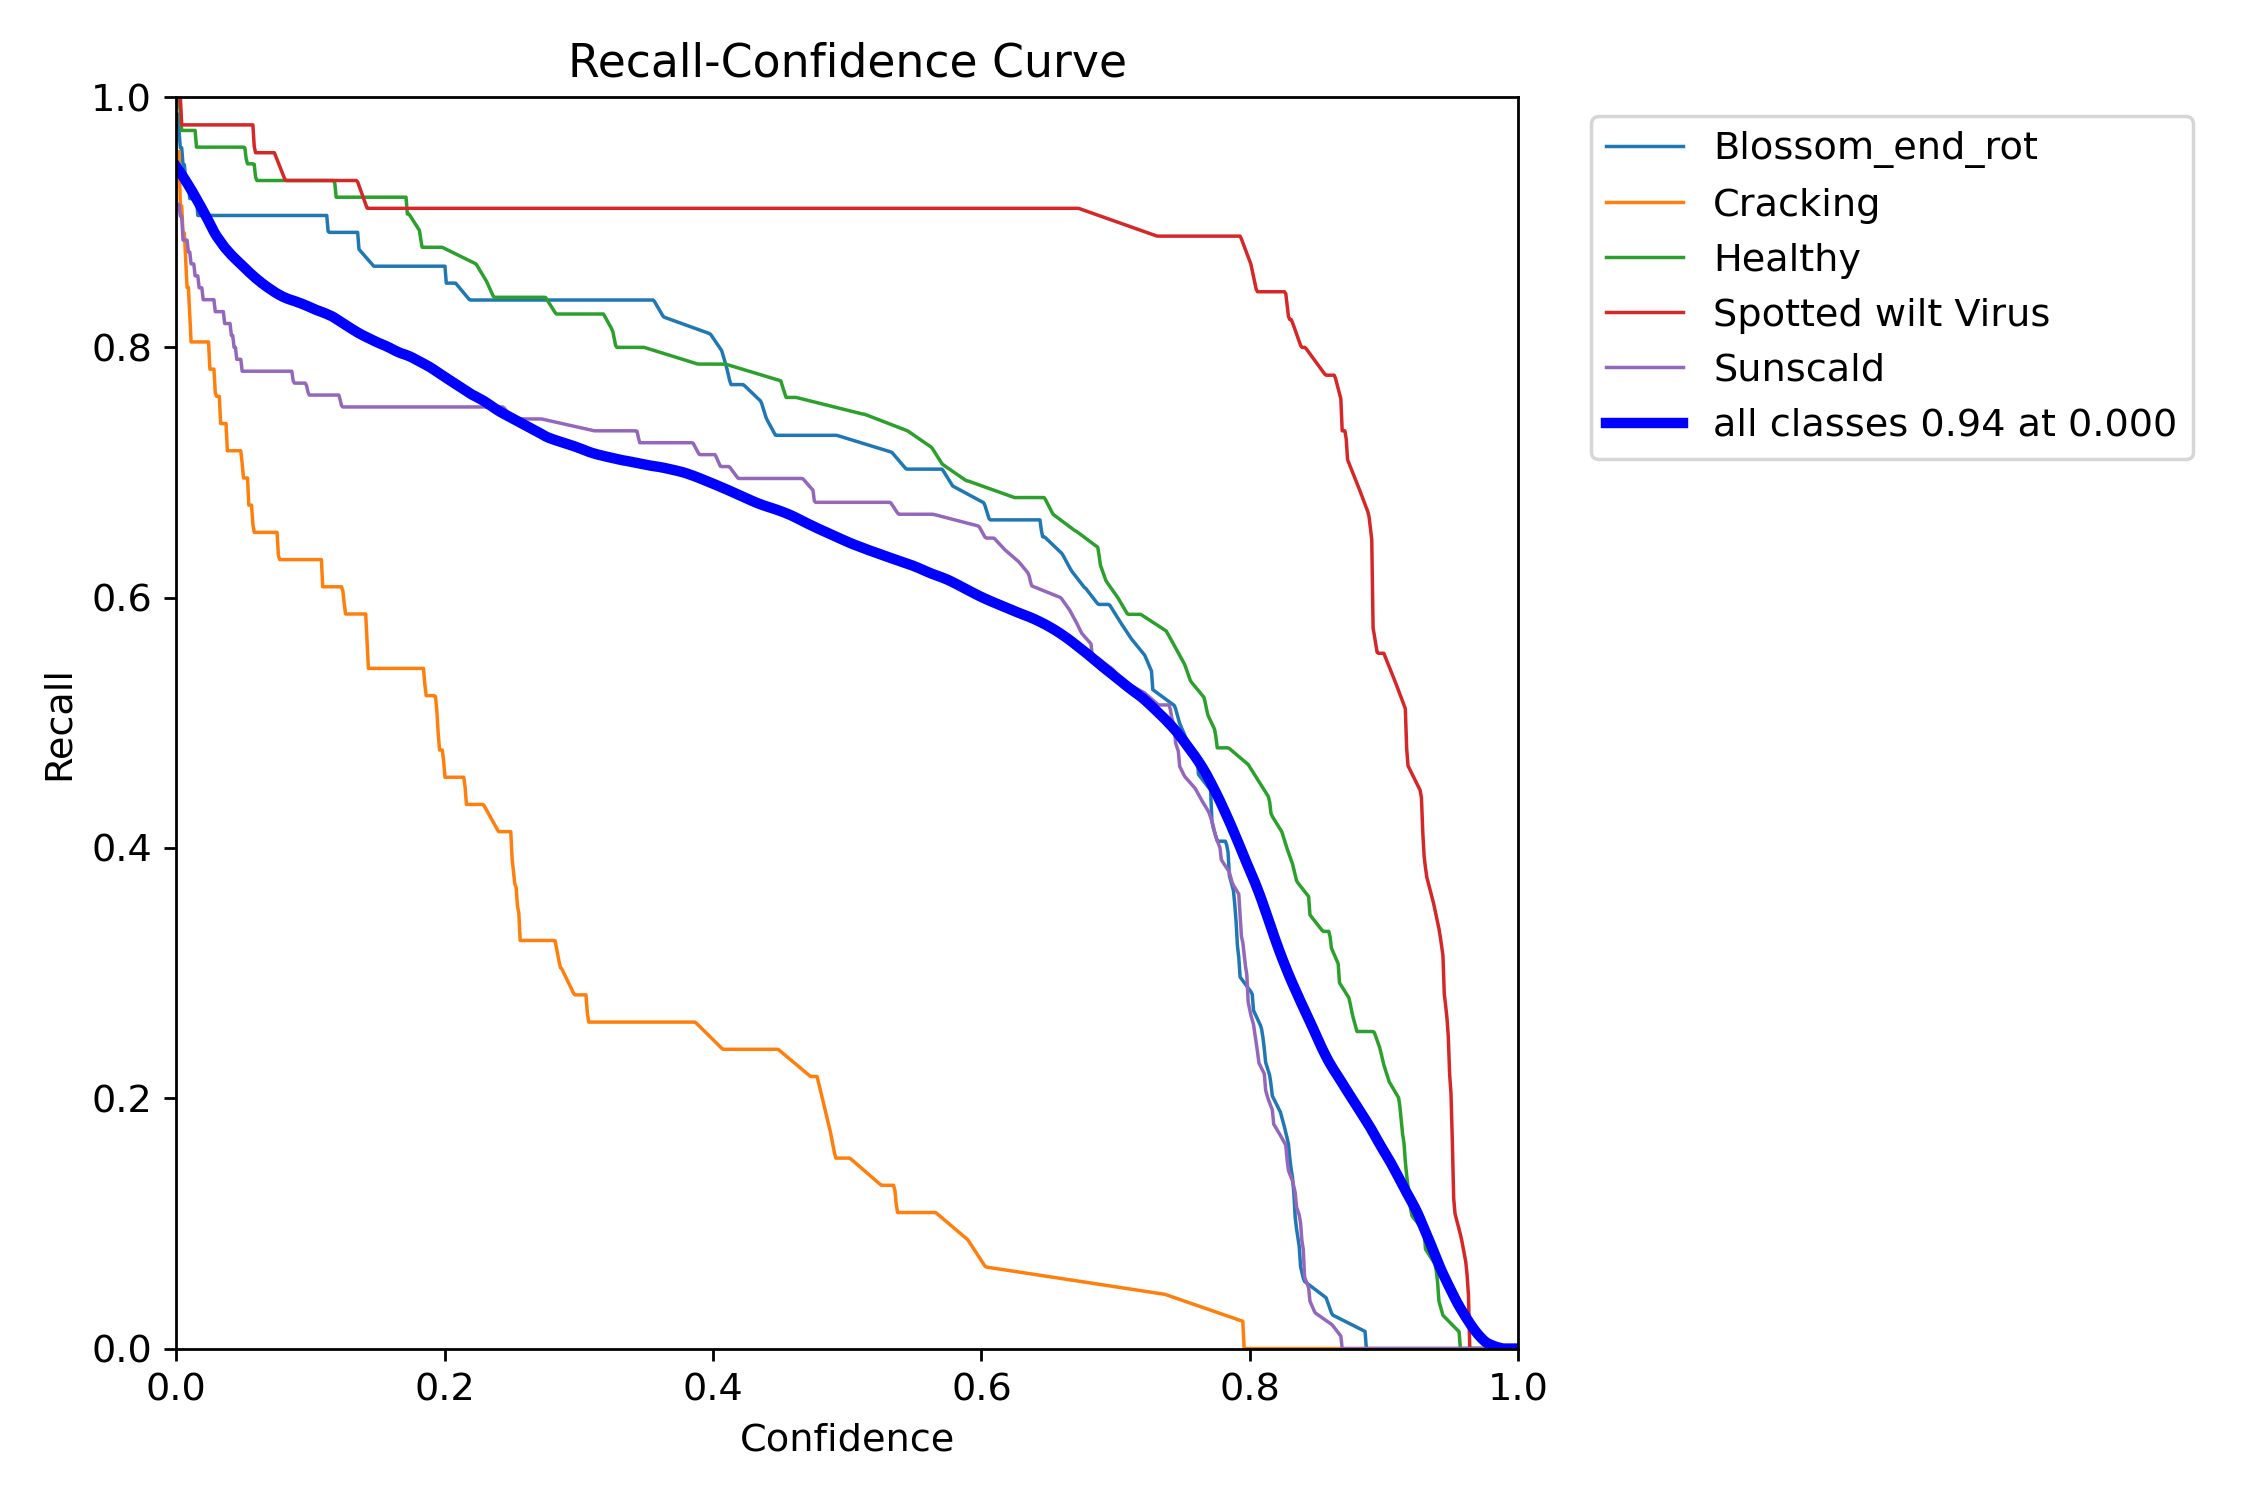 Recall-Confidence Curve
1.0
0.8
0.6
0.4
0.2
0.0
Recall
0.0 0.2 0.4 0.6 0.8 1.0
Confidence
Blossom_end_rot
Cracking
Healthy
Spotted wilt Virus
Sunscald
all classes 0.94 at 0.000